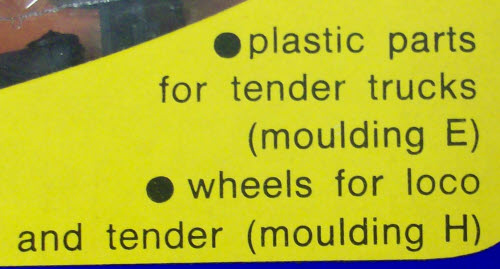 ● plastic parts
for tender trucks
(moulding E)
● wheels for loco
and tender (moulding H)